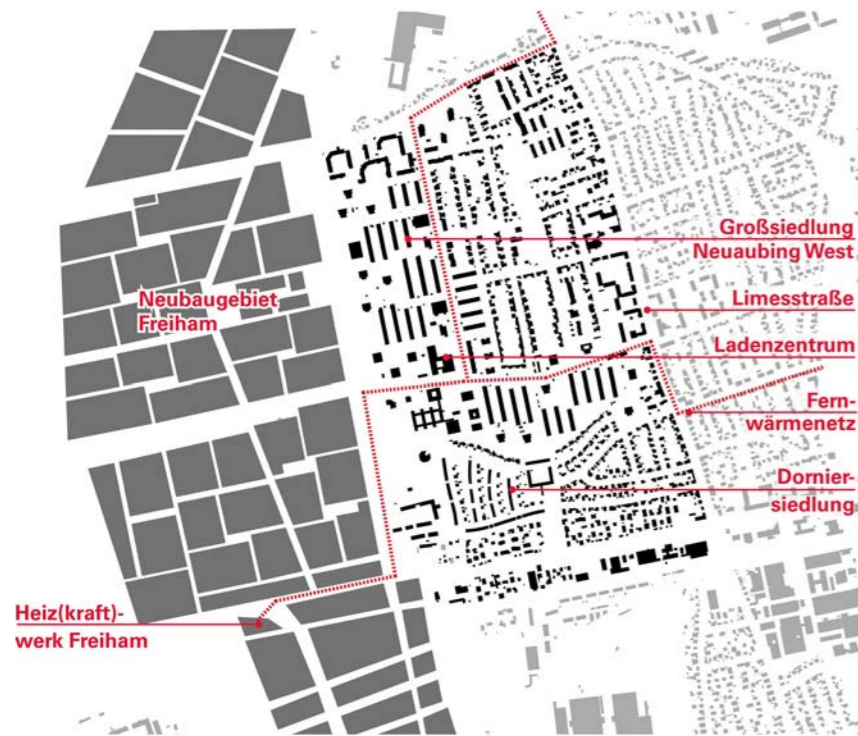 Großsiedlung
Neuaubing West
Neubaugebiet
Freiham
Limesstraße
Ladenzentrum
Fern-
wärmenetz
Dornier-
siedlung
Heiz(kraft)-
werk Freiham